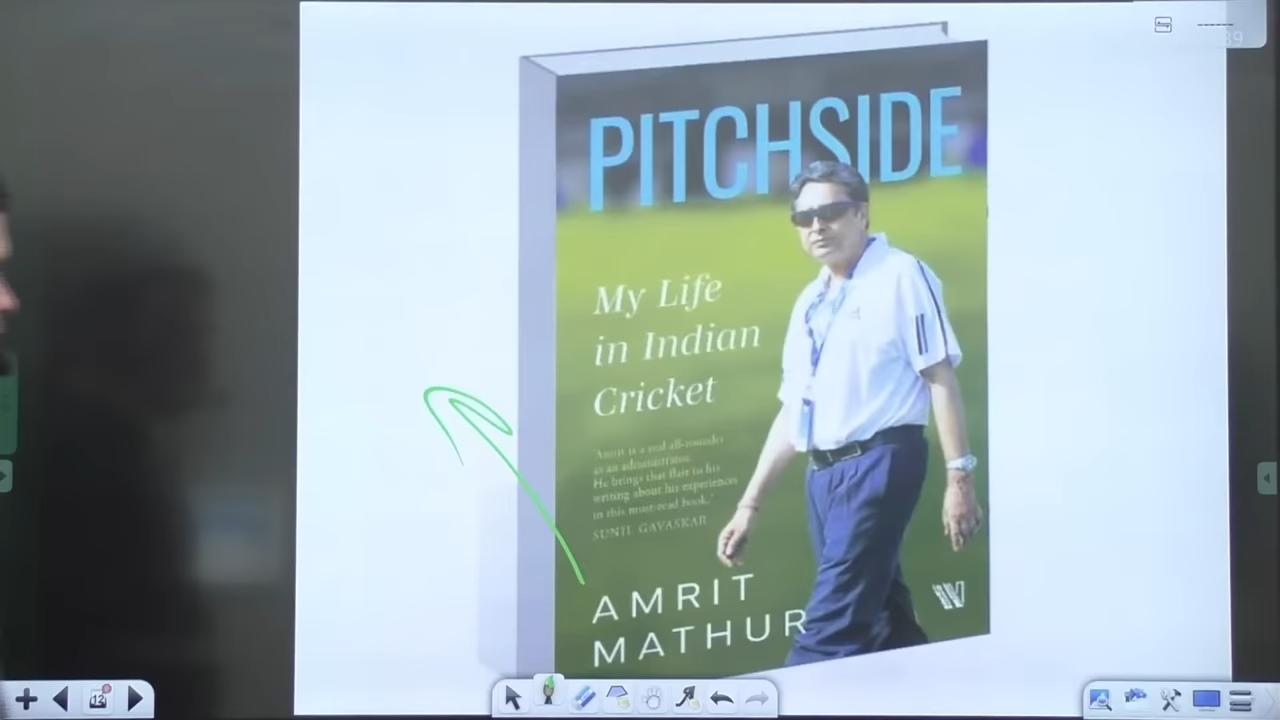 PITCHSIDE
My Life
in Indian
Cricket
'Amrit is a real all-rounder
as an administrator.
He brings that flair to his
writing about his experiences
in this must-read book.'
SUNIL GAVASKAR
AMRIT
MATHUR
12